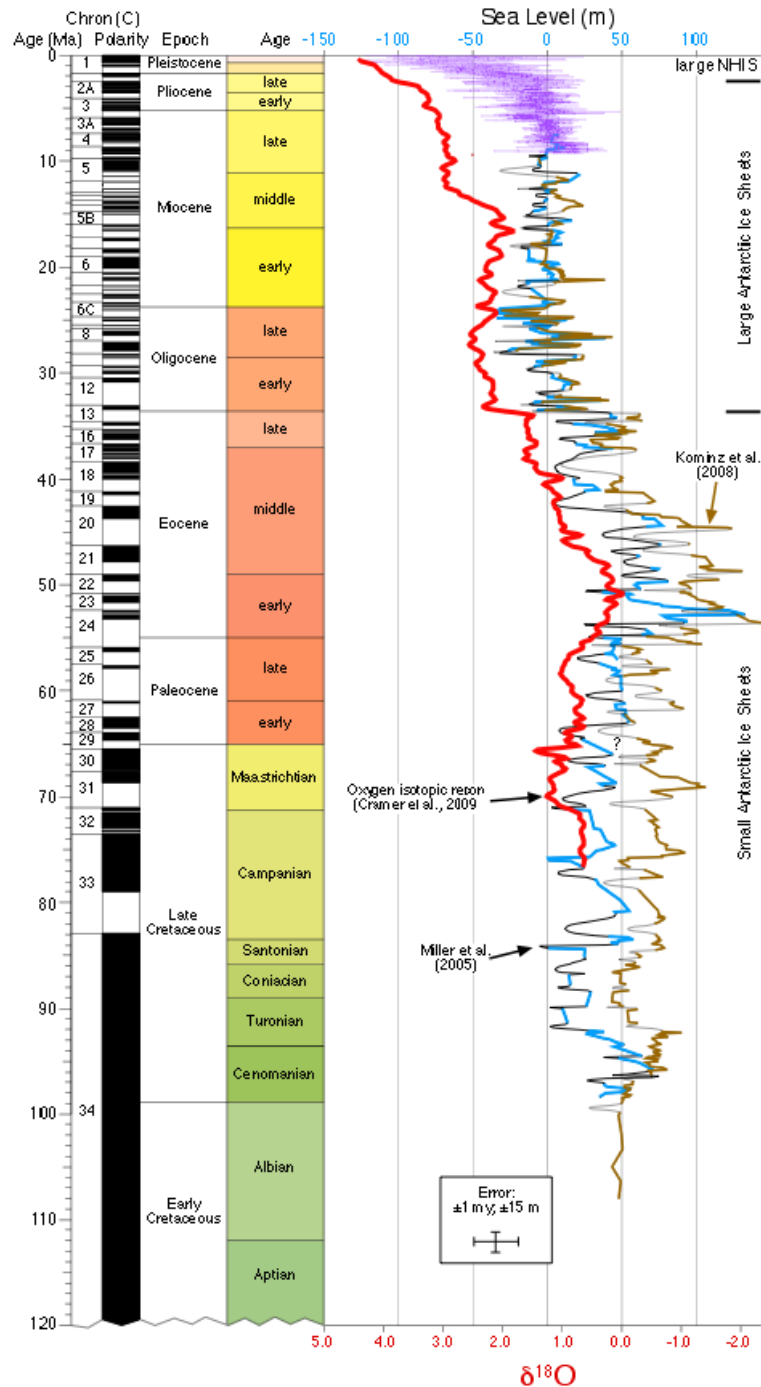 Chron (C)
Age (Ma) Polarity Epoch Age
Sea Level (m)
-150 -100 -50 0 50 100
0
10
20
30
40
50
60
70
80
90
100
110
120
1
2A
3
3A
4
5
5B
6
6C
8
12
13
16
17
18
19
20
21
22
23
24
25
26
27
28
29
30
31
32
33
34
Pleistocene
Pliocene
Miocene
Oligocene
Eocene
Paleocene
Late
Cretaceous
Early
Cretaceous
late
early
late
middle
early
late
early
late
middle
early
late
early
Maastrichtian
Campanian
Santonian
Coniacian
Turonian
Cenomanian
Albian
Aptian
large NHIS
Large Antarctic Ice Sheets
Kominz et al.
(2008)
Small Antarctic Ice Sheets
?
Oxygen isotopic recon
(Cramer et al., 2009
Miller et al.
(2005)
Error:
±1 my; ±15 m
5.0 4.0 3.0 2.0 1.0 0.0 -1.0 -2.0
δ¹⁸O